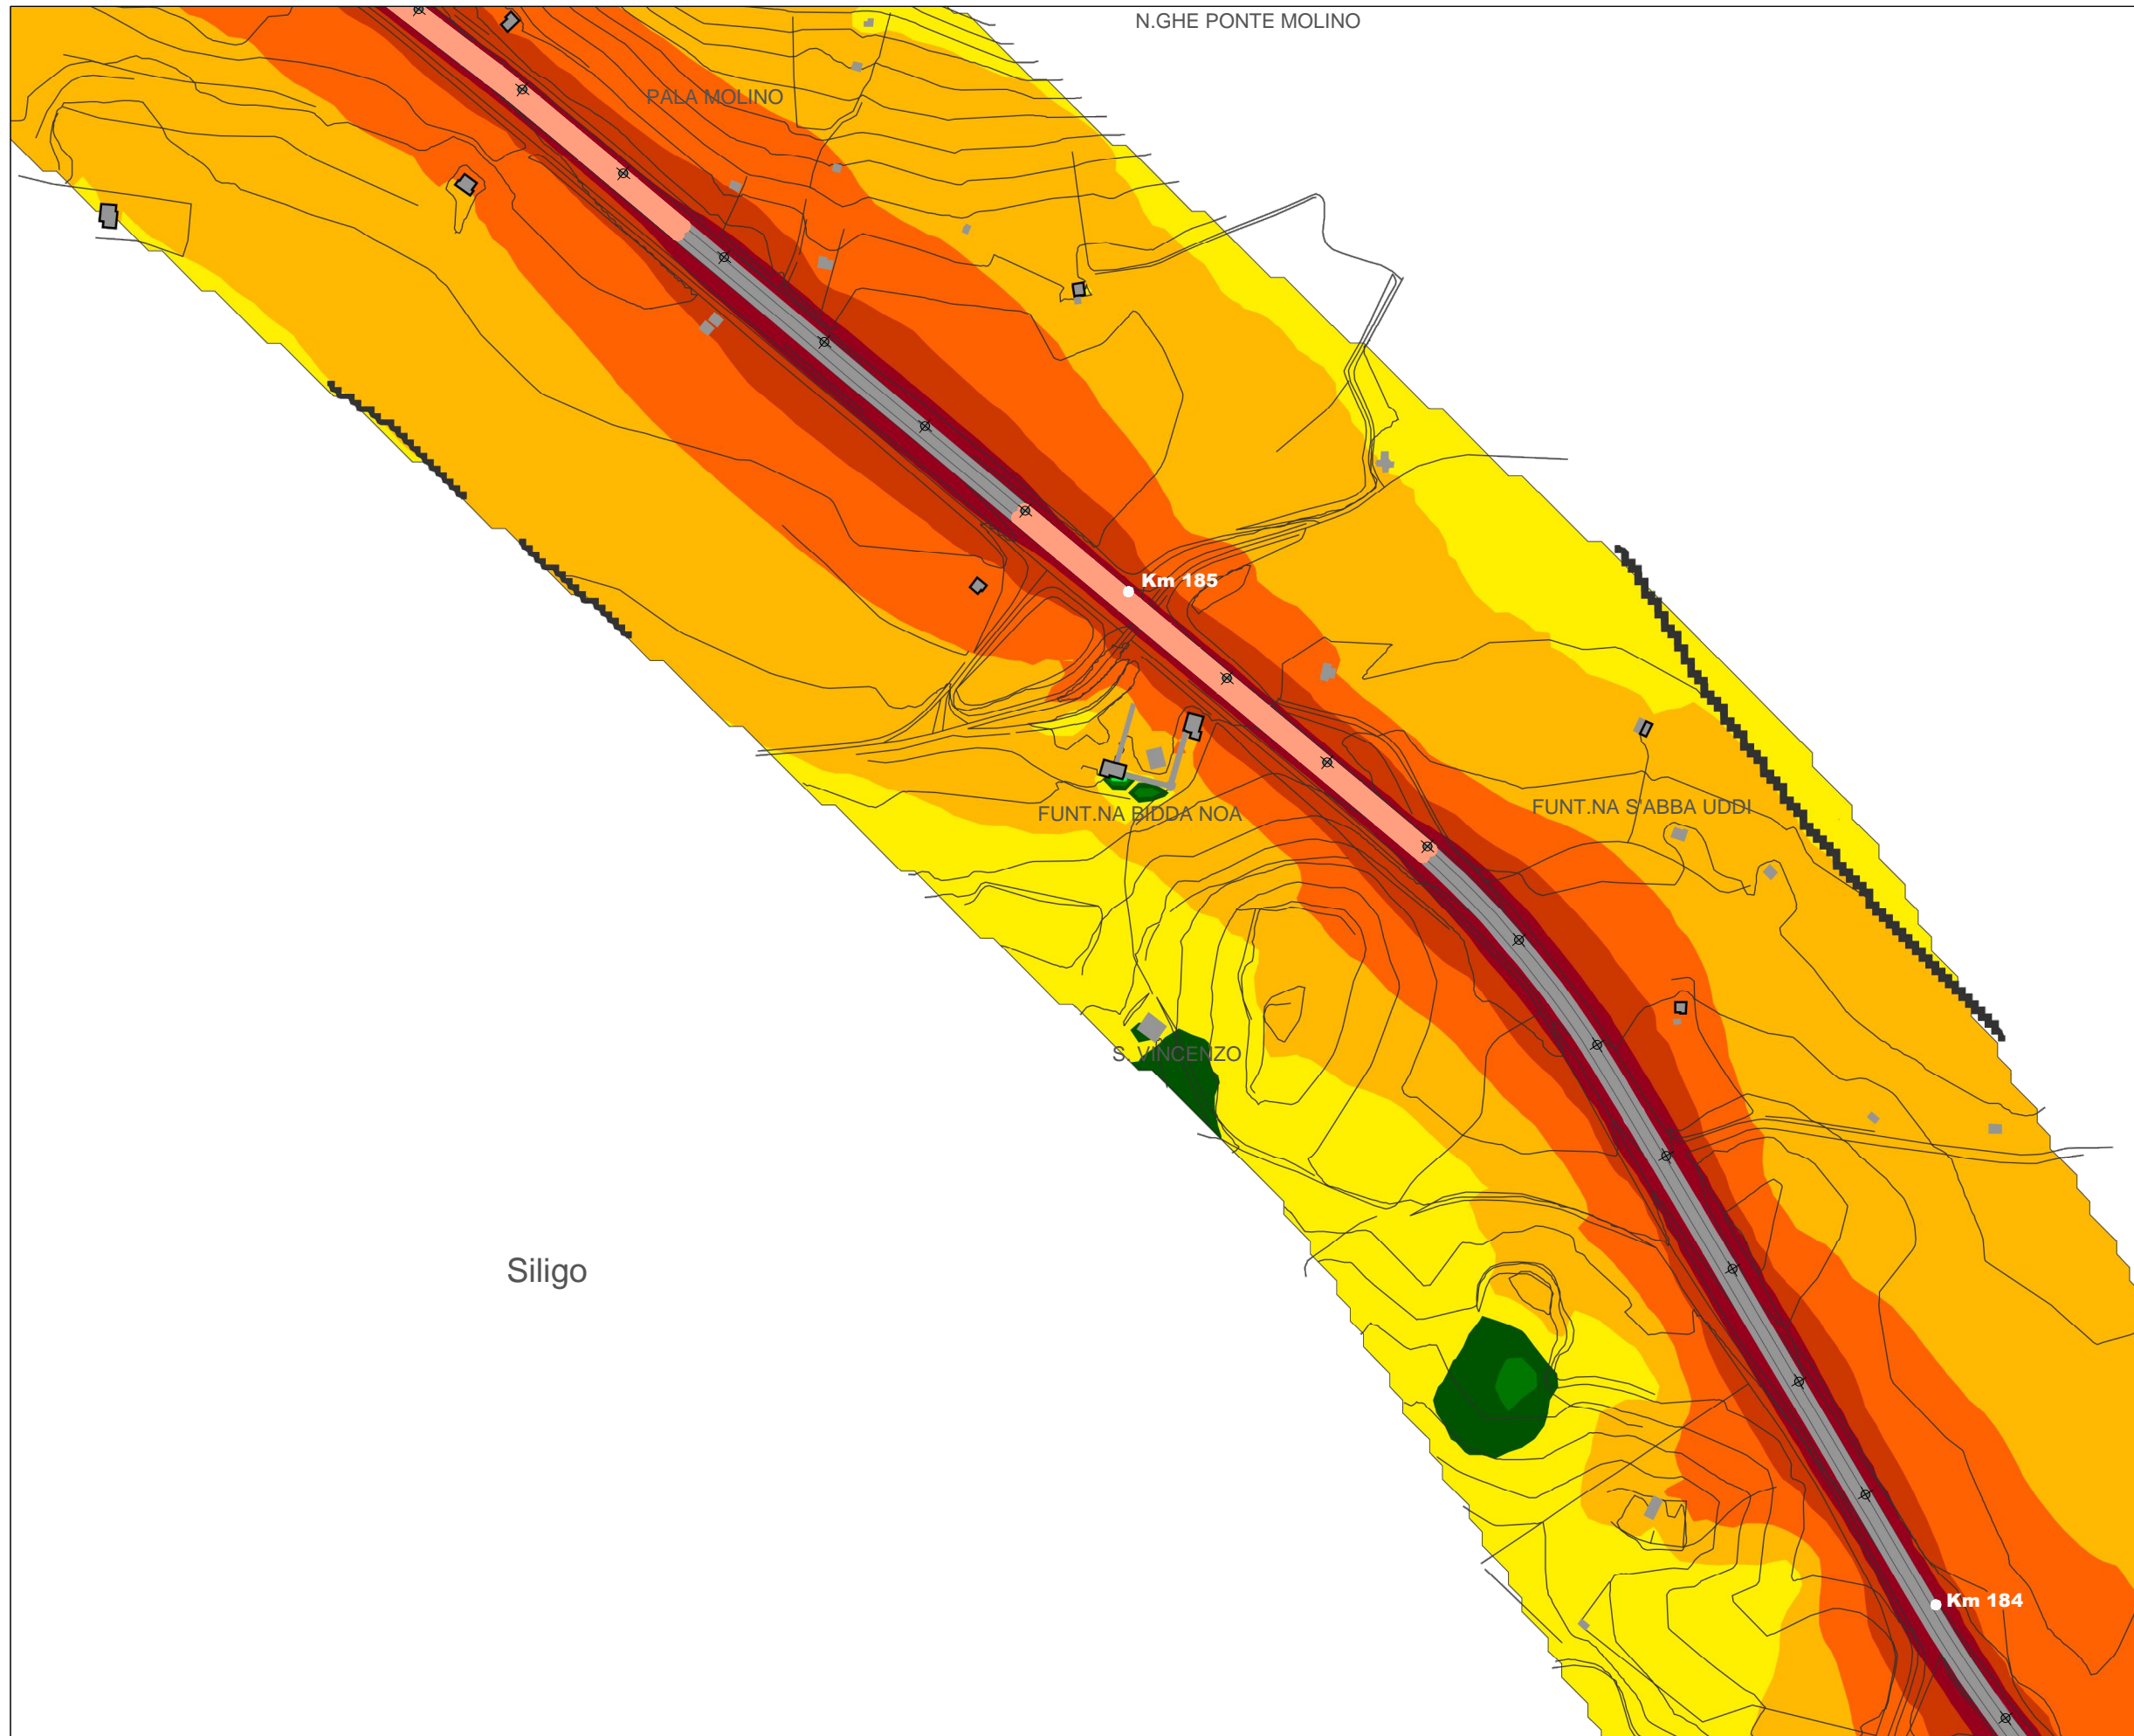 N.GHE PONTE MOLINO
PALA MOLINO
Km 185
FUNT.NA S'ABBA UDDI
FUNT.NA BIDDA NOA
S. VINCENZO
Siligo
Km 184